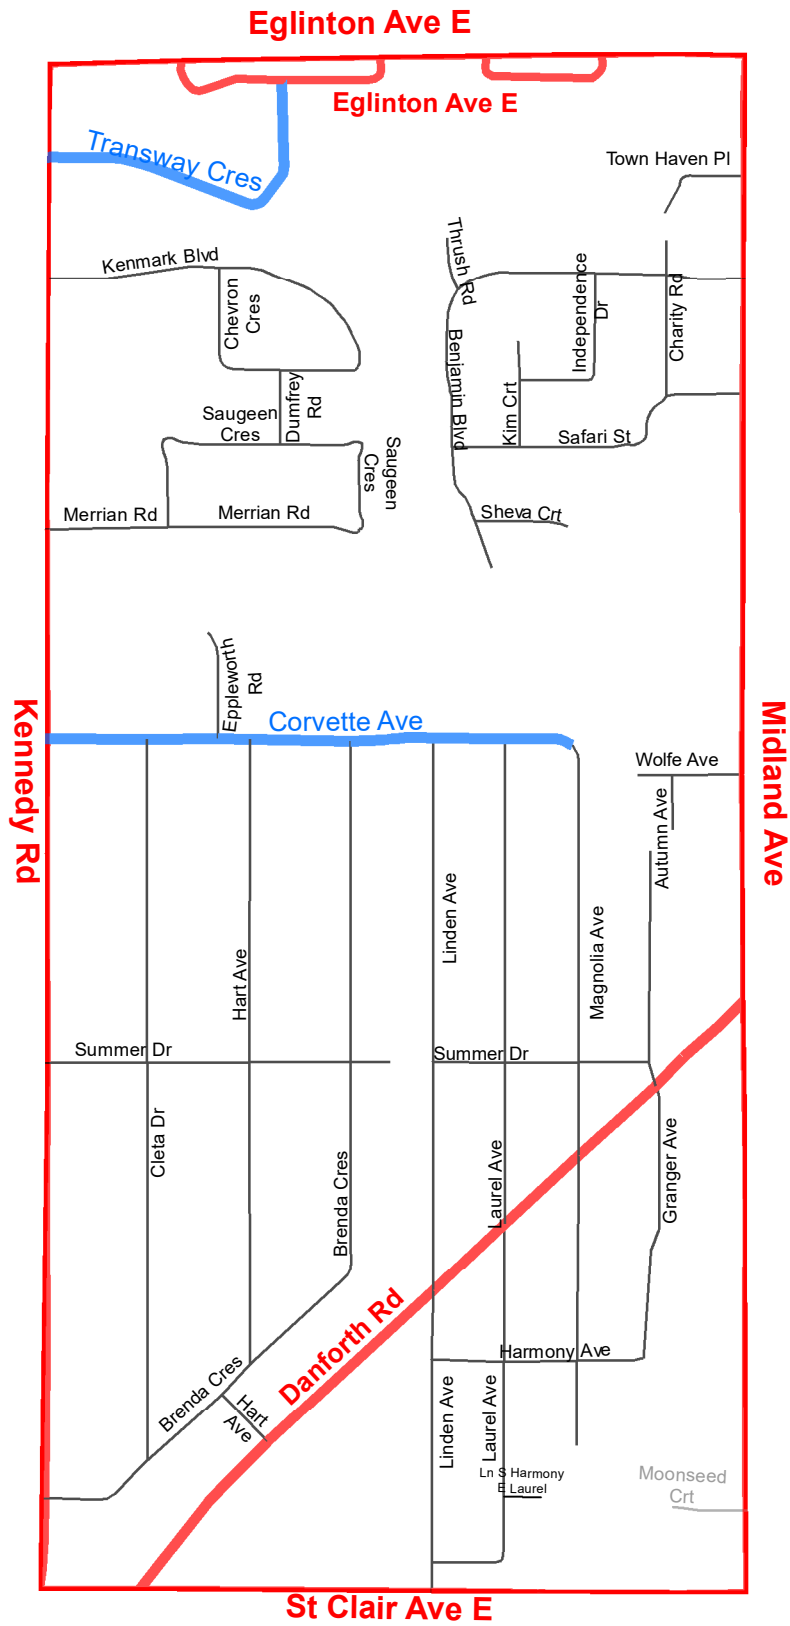 Eglinton Ave E
Eglinton Ave E
Transway Cres
Town Haven Pl
Kenmark Blvd
Thrush Rd
Chevron
Cres
Independence
Dr
Charity Rd
Benjamin Blvd
Dumfrey
Rd
Saugeen
Cres
Kim Crt
Safari St
Saugeen
Cres
Merrian Rd
Merrian Rd
Sheva Crt
Eppleworth
Rd
Corvette Ave
Kennedy Rd
Midland Ave
Wolfe Ave
Autumn Ave
Linden Ave
Hart Ave
Magnolia Ave
Summer Dr
Summer Dr
Cleta Dr
Brenda Cres
Laurel Ave
Granger Ave
Danforth Rd
Harmony Ave
Brenda Cres
Hart
Ave
Linden Ave
Laurel Ave
Ln S Harmony
E Laurel
Moonseed
Crt
St Clair Ave E